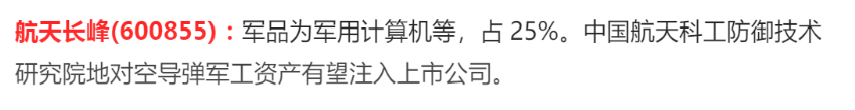 航天长峰(600855)：军品为军用计算机等，占 25%。中国航天科工防御技术
研究院地对空导弹军工资产有望注入上市公司。